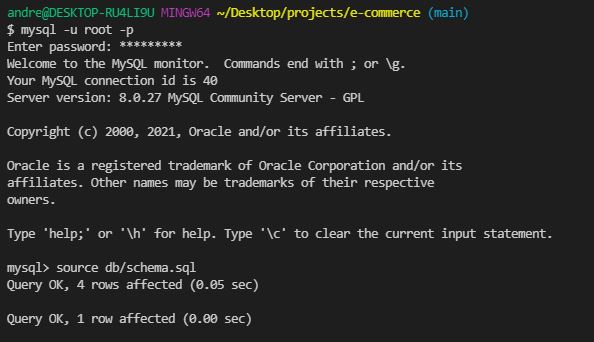 andre@DESKTOP-RU4LI9U MINGW64 ~/Desktop/projects/e-commerce (main)
$ mysql -u root -p
Enter password: *********
Welcome to the MySQL monitor.  Commands end with ; or \g.
Your MySQL connection id is 40
Server version: 8.0.27 MySQL Community Server - GPL

Copyright (c) 2000, 2021, Oracle and/or its affiliates.

Oracle is a registered trademark of Oracle Corporation and/or its
affiliates. Other names may be trademarks of their respective
owners.

Type 'help;' or '\h' for help. Type '\c' to clear the current input statement.

mysql> source db/schema.sql
Query OK, 4 rows affected (0.05 sec)

Query OK, 1 row affected (0.00 sec)